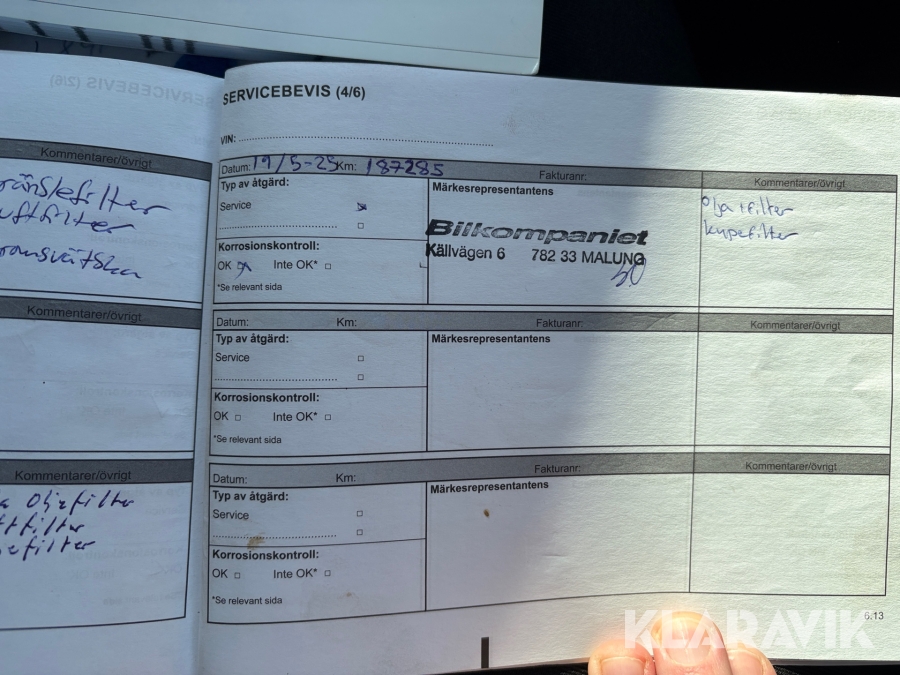 SERVICEBEVIS (2/6)
Kommentarer/övrigt
Kommentarer/övrigt
Kommentarer/övrigt
Oljefilter
SERVICEBEVIS (4/6)
VIN:
Datum: 19/5-25 Km: 187285 Fakturanr: Kommentarer/övrigt
Typ av åtgärd:
Service
Korrosionskontroll:
OK Inte OK*
*Se relevant sida
Märkesrepresentantens
Bilkompaniet
Källvägen 6 782 33 MALUNG
olja+filter
kupefilter
Datum: Km: Fakturanr: Kommentarer/övrigt
Typ av åtgärd:
Service
Korrosionskontroll:
OK Inte OK*
*Se relevant sida
Märkesrepresentantens
Datum: Km: Fakturanr: Kommentarer/övrigt
Typ av åtgärd:
Service
Korrosionskontroll:
OK Inte OK*
*Se relevant sida
Märkesrepresentantens
6.13
KLARAVIK